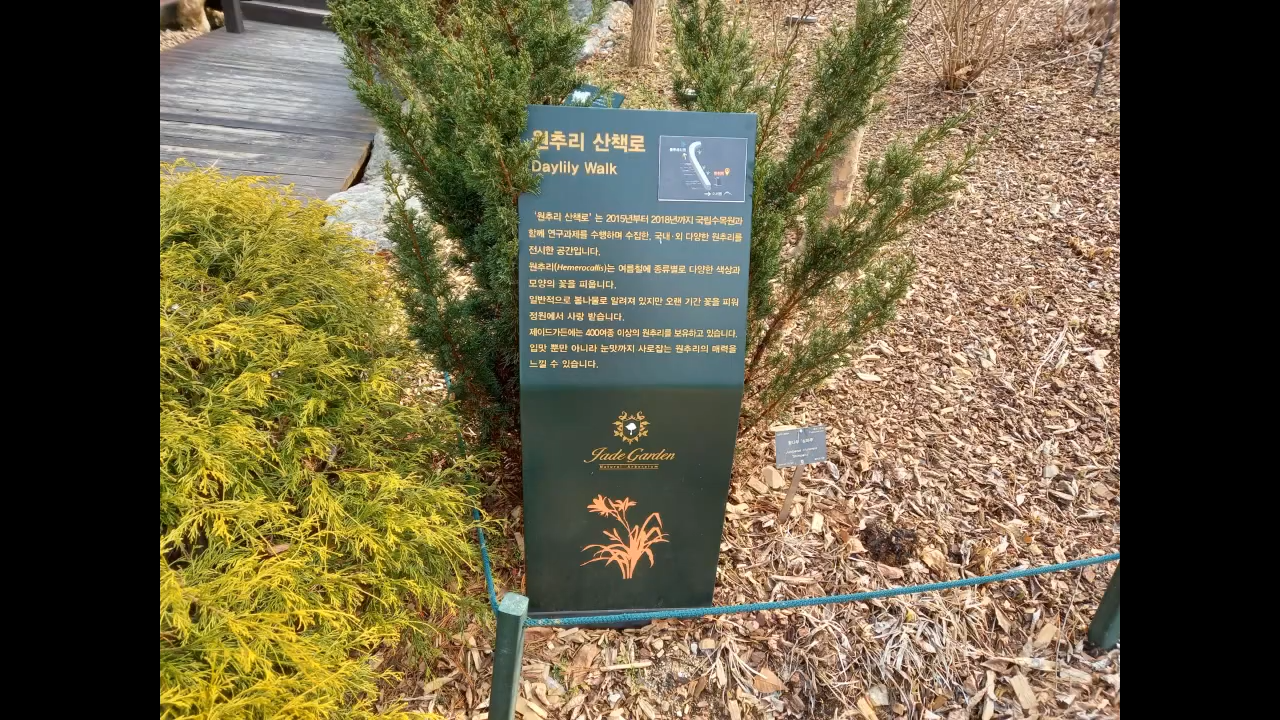 원추리 산책로
Daylily Walk
'원추리 산책로' 는 2015년부터 2018년까지 국립수목원과
함께 연구과제를 수행하며 수집한, 국내·외 다양한 원추리를
전시한 공간입니다.
원추리(Hemerocallis)는 여름철에 종류별로 다양한 색상과
모양의 꽃을 피웁니다.
일반적으로 봄나물로 알려져 있지만 오랜 기간 꽃을 피워
정원에서 사랑 받습니다.
제이드가든에는 400여종 이상의 원추리를 보유하고 있습니다.
입맛 뿐만 아니라 눈맛까지 사로잡는 원추리의 매력을
느낄 수 있습니다.
Jade Garden
Natural Arboretum